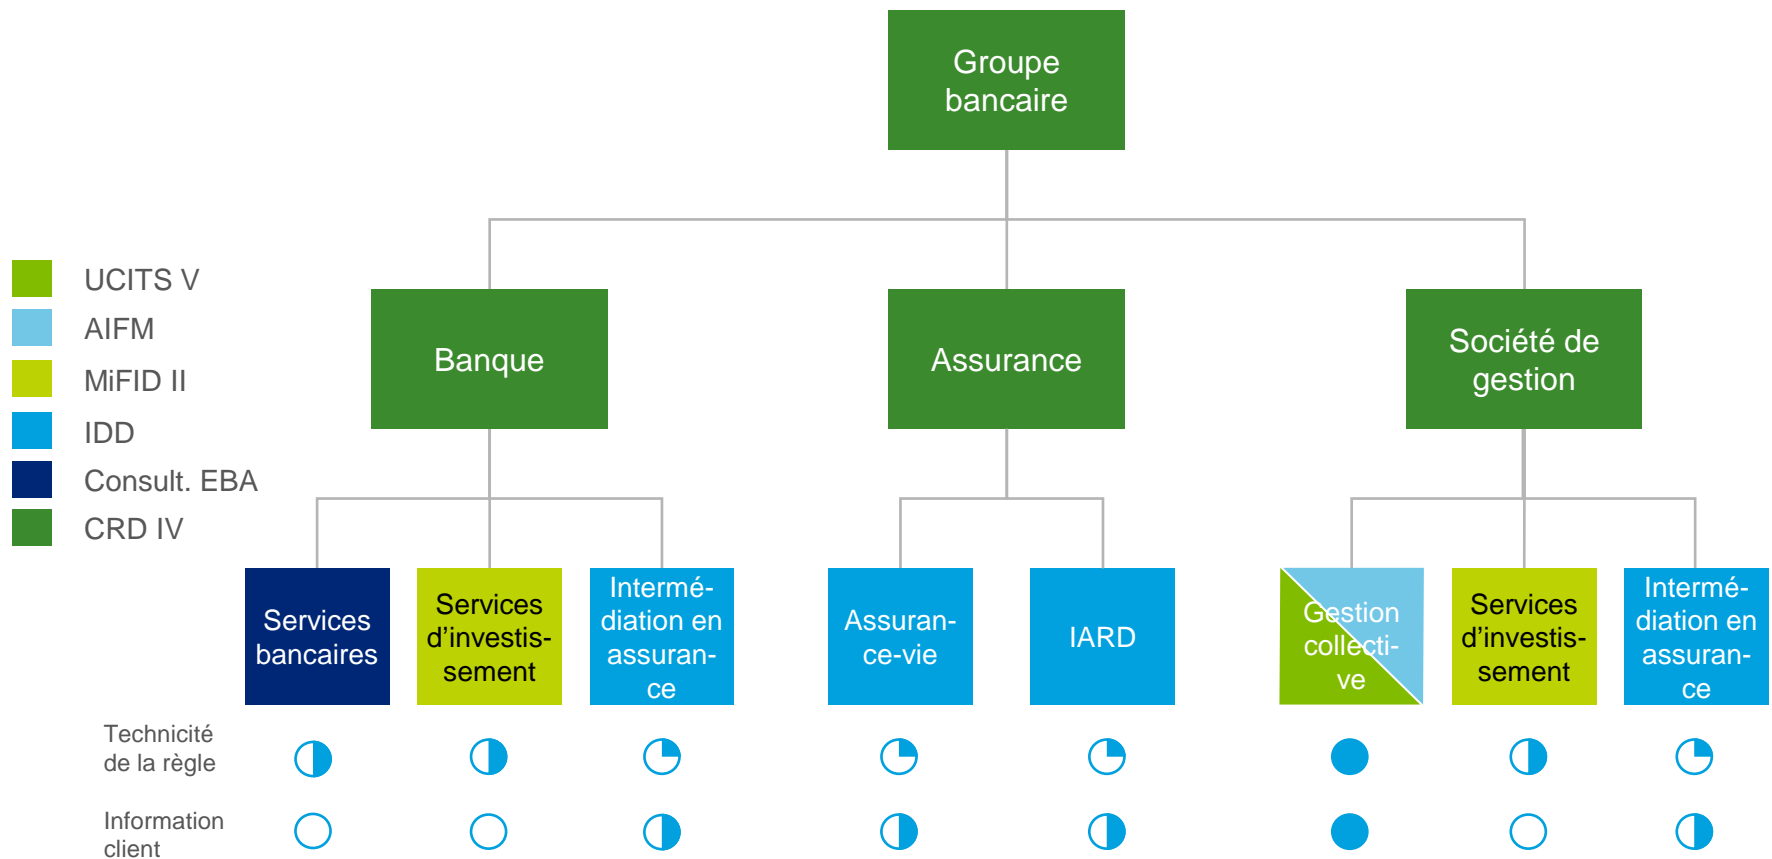 Groupe
bancaire
UCITS V
AIFM
MiFID II
IDD
Consult. EBA
CRD IV
Banque
Assurance
Société de
gestion
Services
bancaires
Services
d’investis-
sement
Intermé-
diation en
assuran-
ce
Assuran-
ce-vie
IARD
Gestion
collecti-
ve
Services
d’investis-
sement
Intermé-
diation en
assuran-
ce
Technicité
de la règle
Information
client